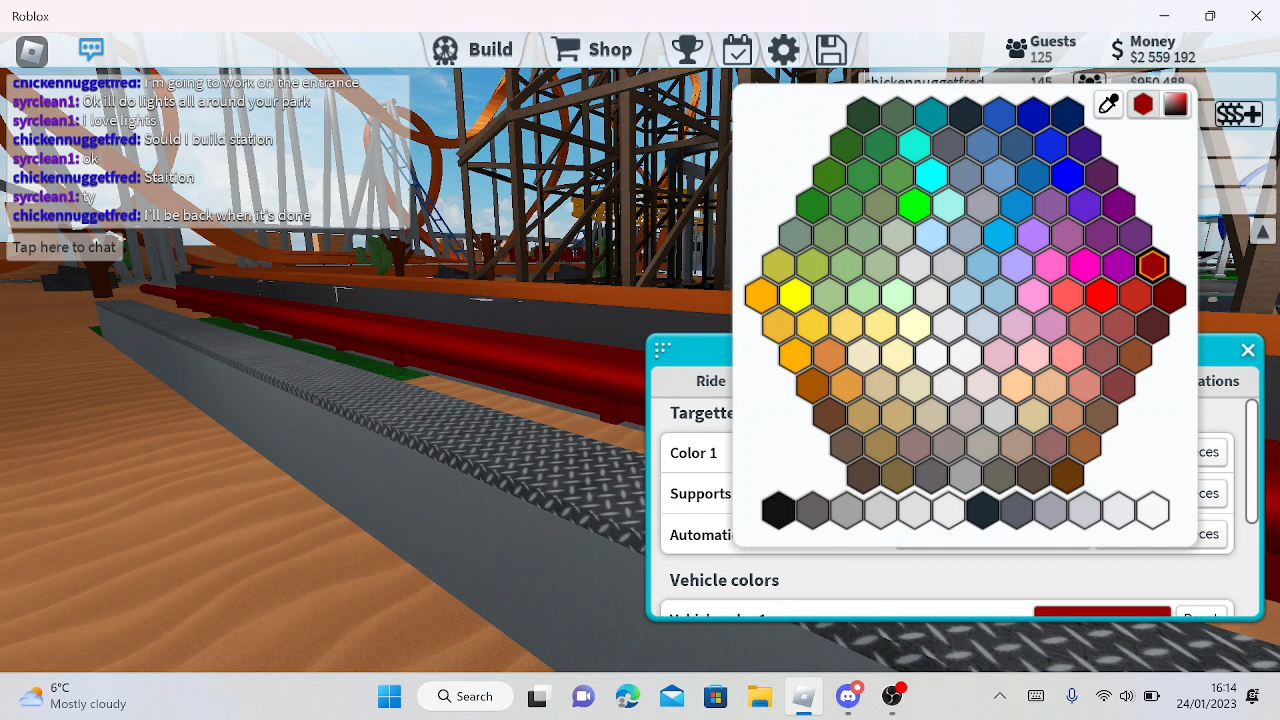 Roblox
Build
Shop
Guests
125
Money
$2 559 192
chickennuggetfred: i'm going to work on the entrance
syrclean1: Ok ill do lights all around your park
syrclean1: i love lights
chickennuggetfred: Sould I build station
syrclean1: ok
chickennuggetfred: Staition
syrclean1: ty
chickennuggetfred: I'll be back when it's done
Tap here to chat
chickennuggetfred 145 $950 488
$$$+
Ride
ations
Targette
Color 1
ces
Supports
ces
Automati
ces
Vehicle colors
6°C
Mostly cloudy
Search
16:14
24/01/2023